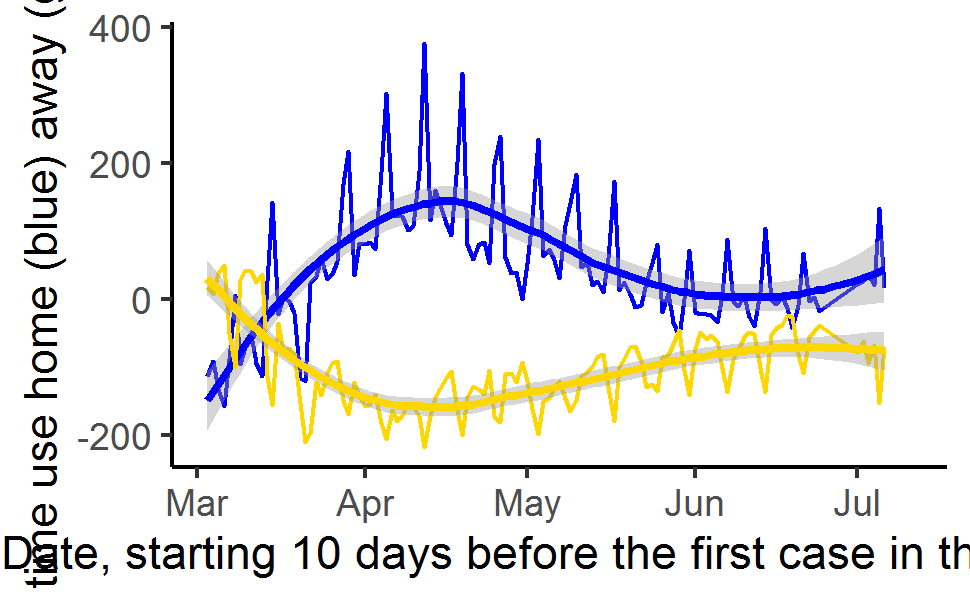 time use home (blue) away (
400
200
0
-200
Mar Apr May Jun Jul
Date, starting 10 days before the first case in th